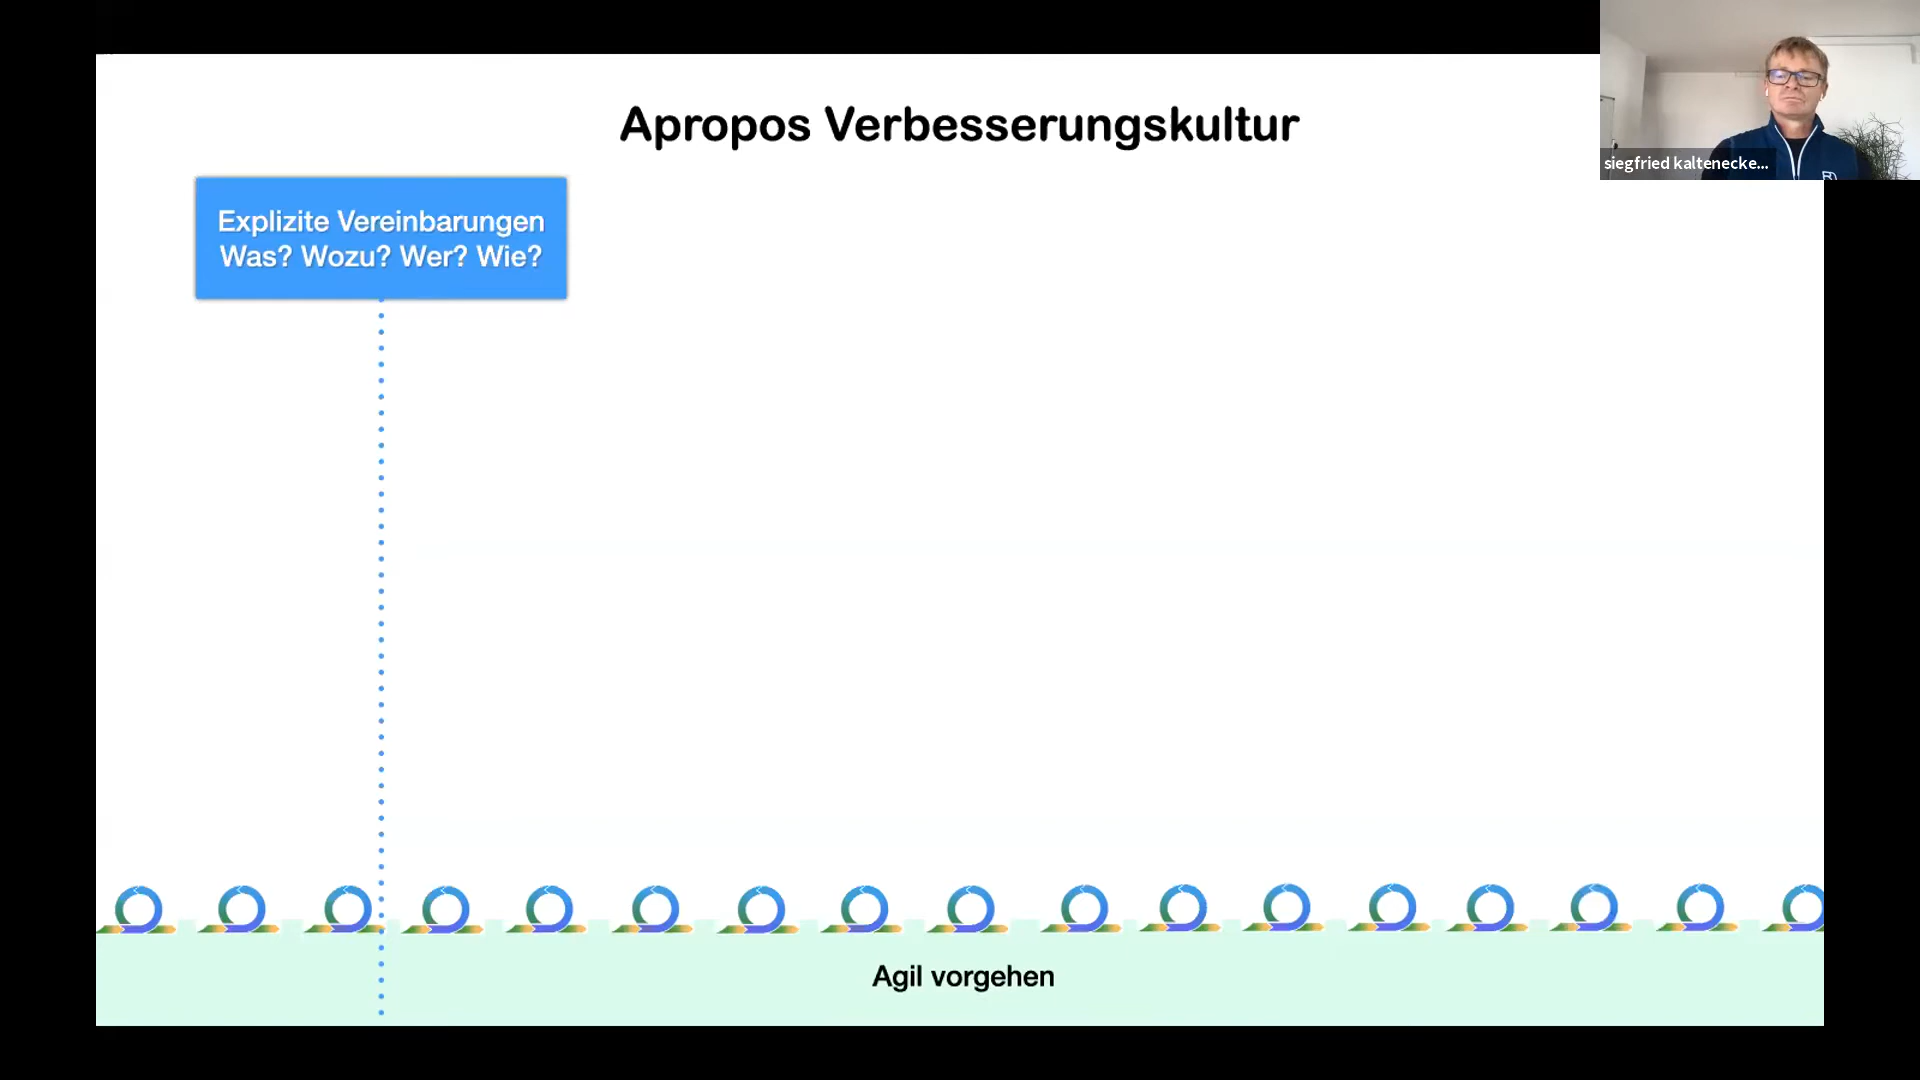 Apropos Verbesserungskultur
siegfried kaltenecke...
Explizite Vereinbarungen
Was? Wozu? Wer? Wie?
Agil vorgehen